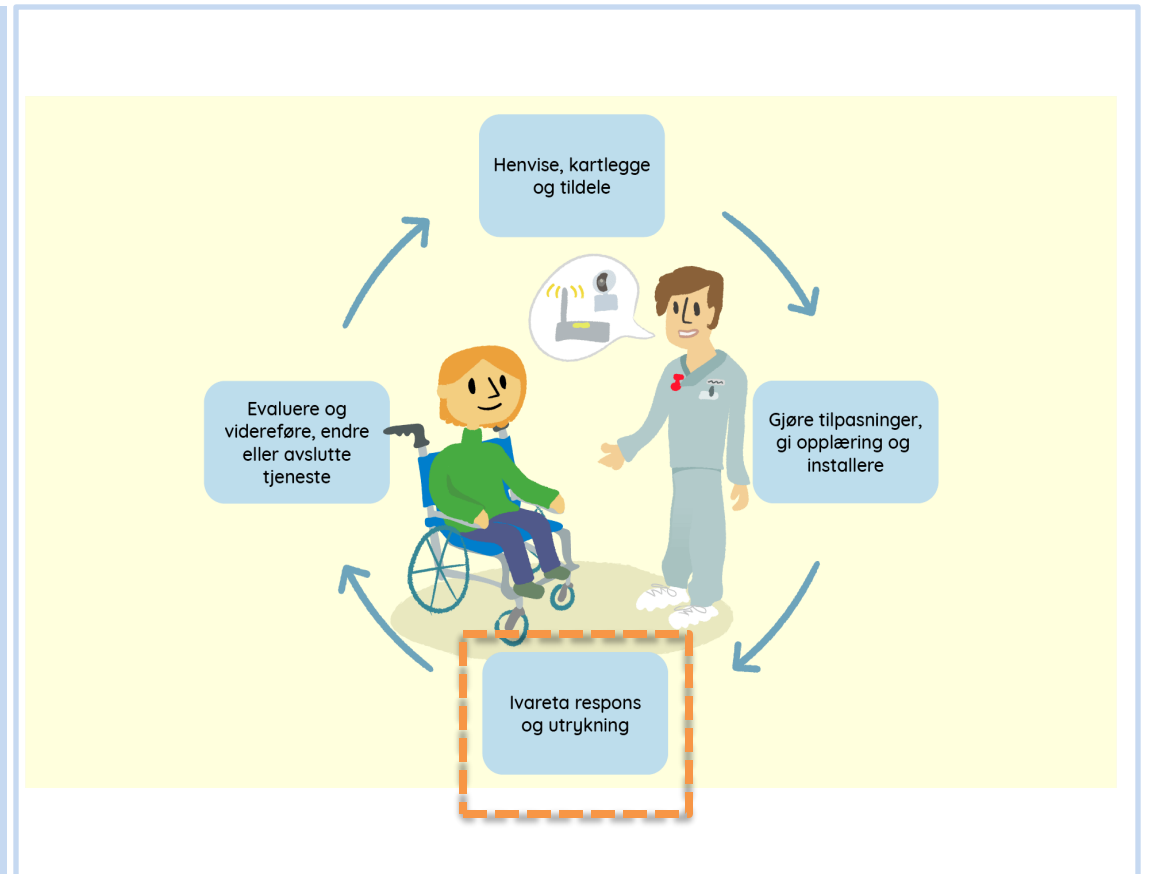 Henvise, kartlegge
og tildele
Gjøre tilpasninger,
gi opplæring og
installere
Ivareta respons
og utrykning
Evaluere og
videreføre, endre
eller avslutte
tjeneste